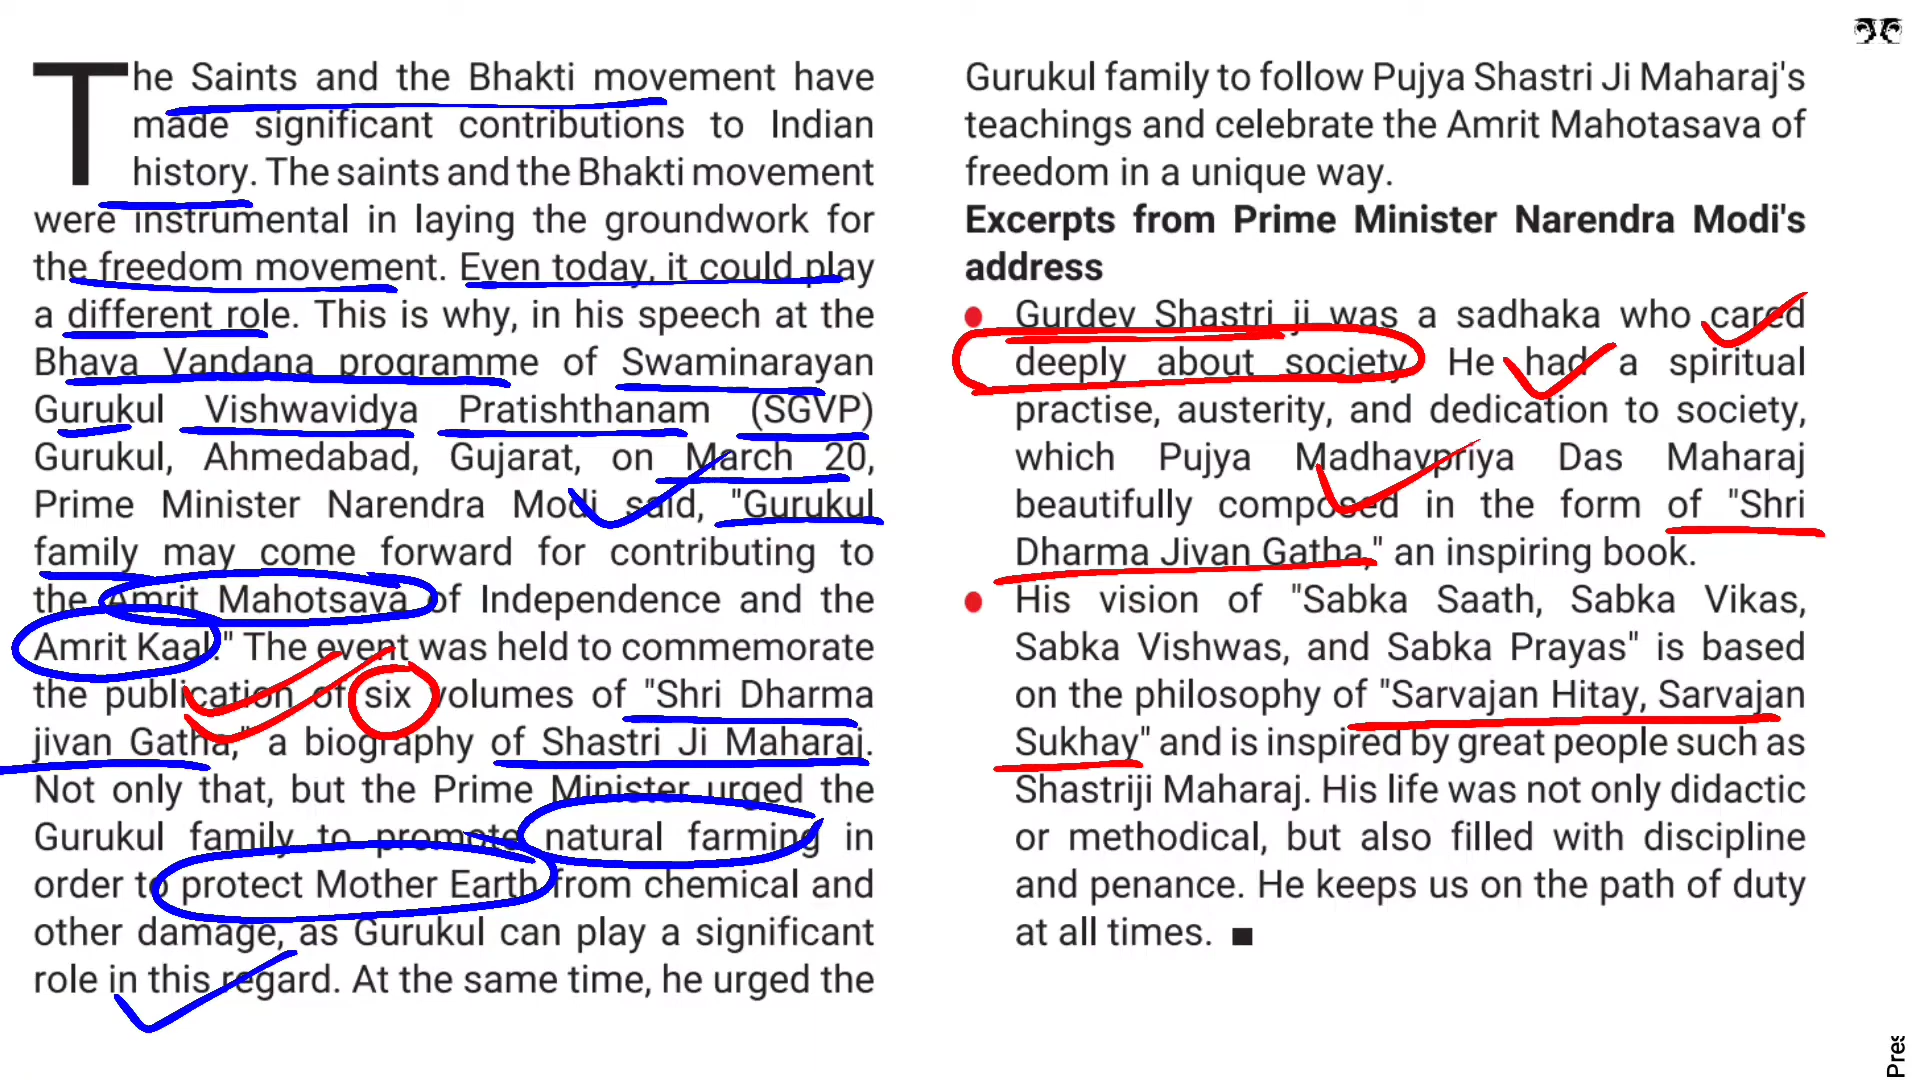 The Saints and the Bhakti movement have
made significant contributions to Indian
history. The saints and the Bhakti movement
were instrumental in laying the groundwork for
the freedom movement. Even today, it could play
a different role. This is why, in his speech at the
Bhava Vandana programme of Swaminarayan
Gurukul Vishwavidya Pratishthanam (SGVP)
Gurukul, Ahmedabad, Gujarat, on March 20,
Prime Minister Narendra Modi said, "Gurukul
family may come forward for contributing to
the Amrit Mahotsava of Independence and the
Amrit Kaal." The event was held to commemorate
the publication of six volumes of "Shri Dharma
jivan Gatha," a biography of Shastri Ji Maharaj.
Not only that, but the Prime Minister urged the
Gurukul family to promote natural farming in
order to protect Mother Earth from chemical and
other damage, as Gurukul can play a significant
role in this regard. At the same time, he urged the
Gurukul family to follow Pujya Shastri Ji Maharaj's
teachings and celebrate the Amrit Mahotasava of
freedom in a unique way.
Excerpts from Prime Minister Narendra Modi's
address
Gurdev Shastri ji was a sadhaka who cared
deeply about society. He had a spiritual
practise, austerity, and dedication to society,
which Pujya Madhavpriya Das Maharaj
beautifully composed in the form of "Shri
Dharma Jivan Gatha," an inspiring book.
His vision of "Sabka Saath, Sabka Vikas,
Sabka Vishwas, and Sabka Prayas" is based
on the philosophy of "Sarvajan Hitay, Sarvajan
Sukhay" and is inspired by great people such as
Shastriji Maharaj. His life was not only didactic
or methodical, but also filled with discipline
and penance. He keeps us on the path of duty
at all times.
Pres